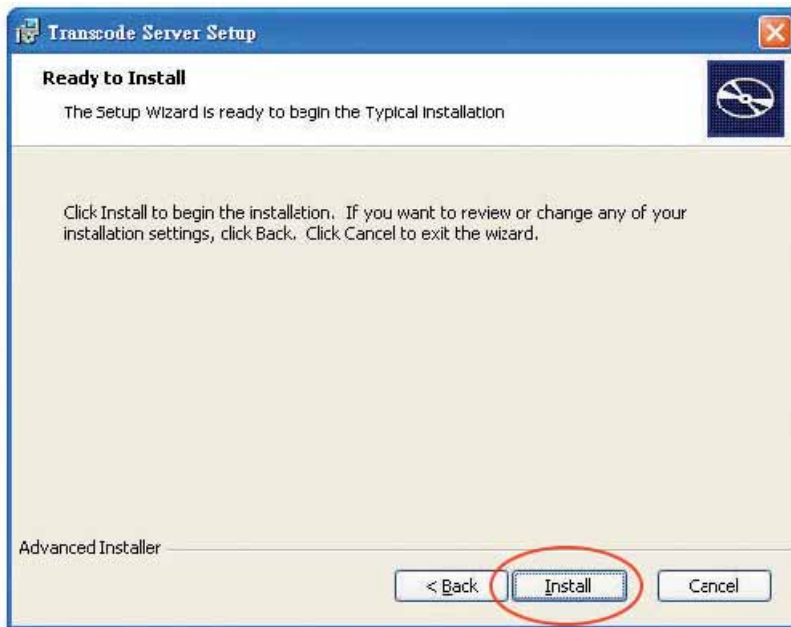 Transcode Server Setup
Ready to Install
The Setup Wizard is ready to begin the Typical installation
Click Install to begin the installation. If you want to review or change any of your
installation settings, click Back. Click Cancel to exit the wizard.
Advanced Installer
< Back
Install
Cancel